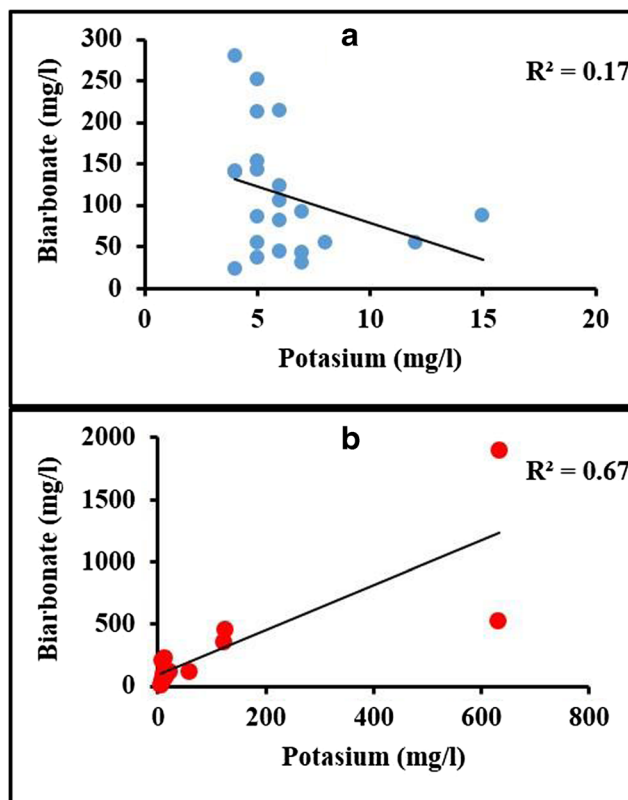 a
300
R² = 0.17
250
200
150
100
50
0
Biarbonate (mg/l)
0 5 10 15 20
Potasium (mg/l)
b
2000
R² = 0.67
1500
1000
500
0
Biarbonate (mg/l)
0 200 400 600 800
Potasium (mg/l)